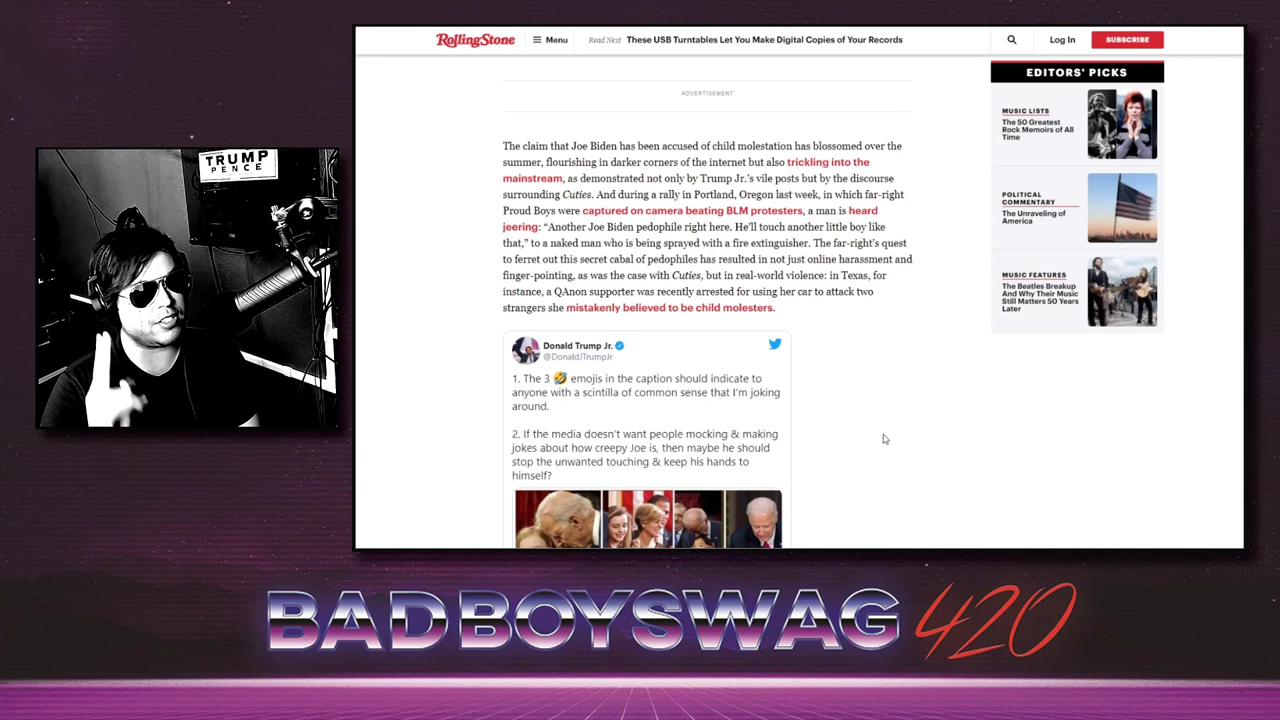 RollingStone
Menu
Read Next These USB Turntables Let You Make Digital Copies of Your Records
Log In
SUBSCRIBE
ADVERTISEMENT
The claim that Joe Biden has been accused of child molestation has blossomed over the
summer, flourishing in darker corners of the internet but also trickling into the
mainstream, as demonstrated not only by Trump Jr.'s vile posts but by the discourse
surrounding Cuties. And during a rally in Portland, Oregon last week, in which far-right
Proud Boys were captured on camera beating BLM protesters, a man is heard
jeering: “Another Joe Biden pedophile right here. He'll touch another little boy like
that,” to a naked man who is being sprayed with a fire extinguisher. The far-right's quest
to ferret out this secret cabal of pedophiles has resulted in not just online harassment and
finger-pointing, as was the case with Cuties, but in real-world violence: in Texas, for
instance, a QAnon supporter was recently arrested for using her car to attack two
strangers she mistakenly believed to be child molesters.
Donald Trump Jr.
@DonaldJTrumpJr
1. The 3 🤣 emojis in the caption should indicate to
anyone with a scintilla of common sense that I'm joking
around.
2. If the media doesn't want people mocking & making
jokes about how creepy Joe is, then maybe he should
stop the unwanted touching & keep his hands to
himself?
EDITORS' PICKS
MUSIC LISTS
The 50 Greatest
Rock Memoirs of All
Time
POLITICAL
COMMENTARY
The Unraveling of
America
MUSIC FEATURES
The Beatles Breakup
And Why Their Music
Still Matters 50 Years
Later
TRUMP
PENCE
BADBOYSWAG 420